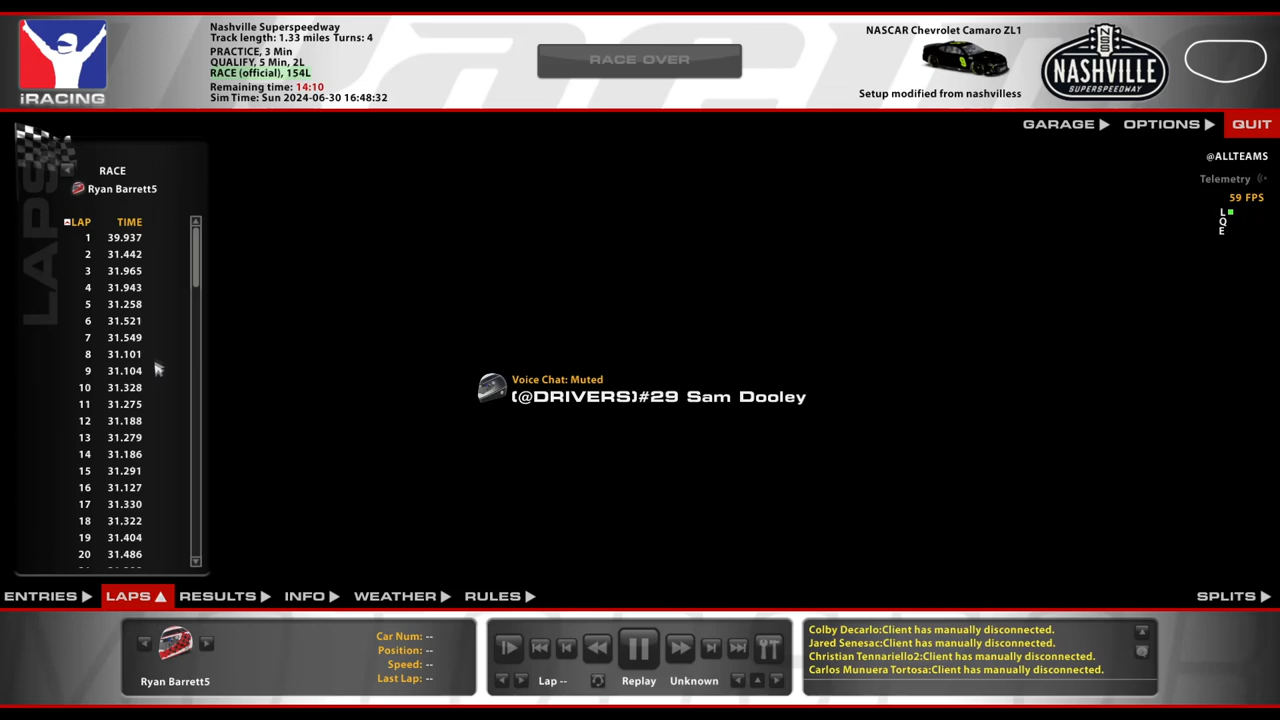 iRACING
Nashville Superspeedway
Track length: 1.33 miles Turns: 4
PRACTICE, 3 Min
QUALIFY, 5 Min, 2L
RACE (official), 154L
Remaining time: 14:10
Sim Time: Sun 2024-06-30 16:48:32
RACE OVER
NASCAR Chevrolet Camaro ZL1
Setup modified from nashvilless
NSS
NASHVILLE
SUPERSPEEDWAY
GARAGE OPTIONS QUIT
@ALLTEAMS
Telemetry
59 FPS
L
Q
E
LAPS
RACE
Ryan Barrett5
LAP TIME
1 39.937
2 31.442
3 31.965
4 31.943
5 31.258
6 31.521
7 31.549
8 31.101
9 31.104
10 31.328
11 31.275
12 31.188
13 31.279
14 31.186
15 31.291
16 31.127
17 31.330
18 31.322
19 31.404
20 31.486
Voice Chat: Muted
(@DRIVERS)#29 Sam Dooley
ENTRIES LAPS RESULTS INFO WEATHER RULES SPLITS
Ryan Barrett5
Car Num: --
Position: --
Speed: --
Last Lap: --
Lap -- Replay Unknown
Colby Decarlo:Client has manually disconnected.
Jared Senesac:Client has manually disconnected.
Christian Tennariello2:Client has manually disconnected.
Carlos Munuera Tortosa:Client has manually disconnected.